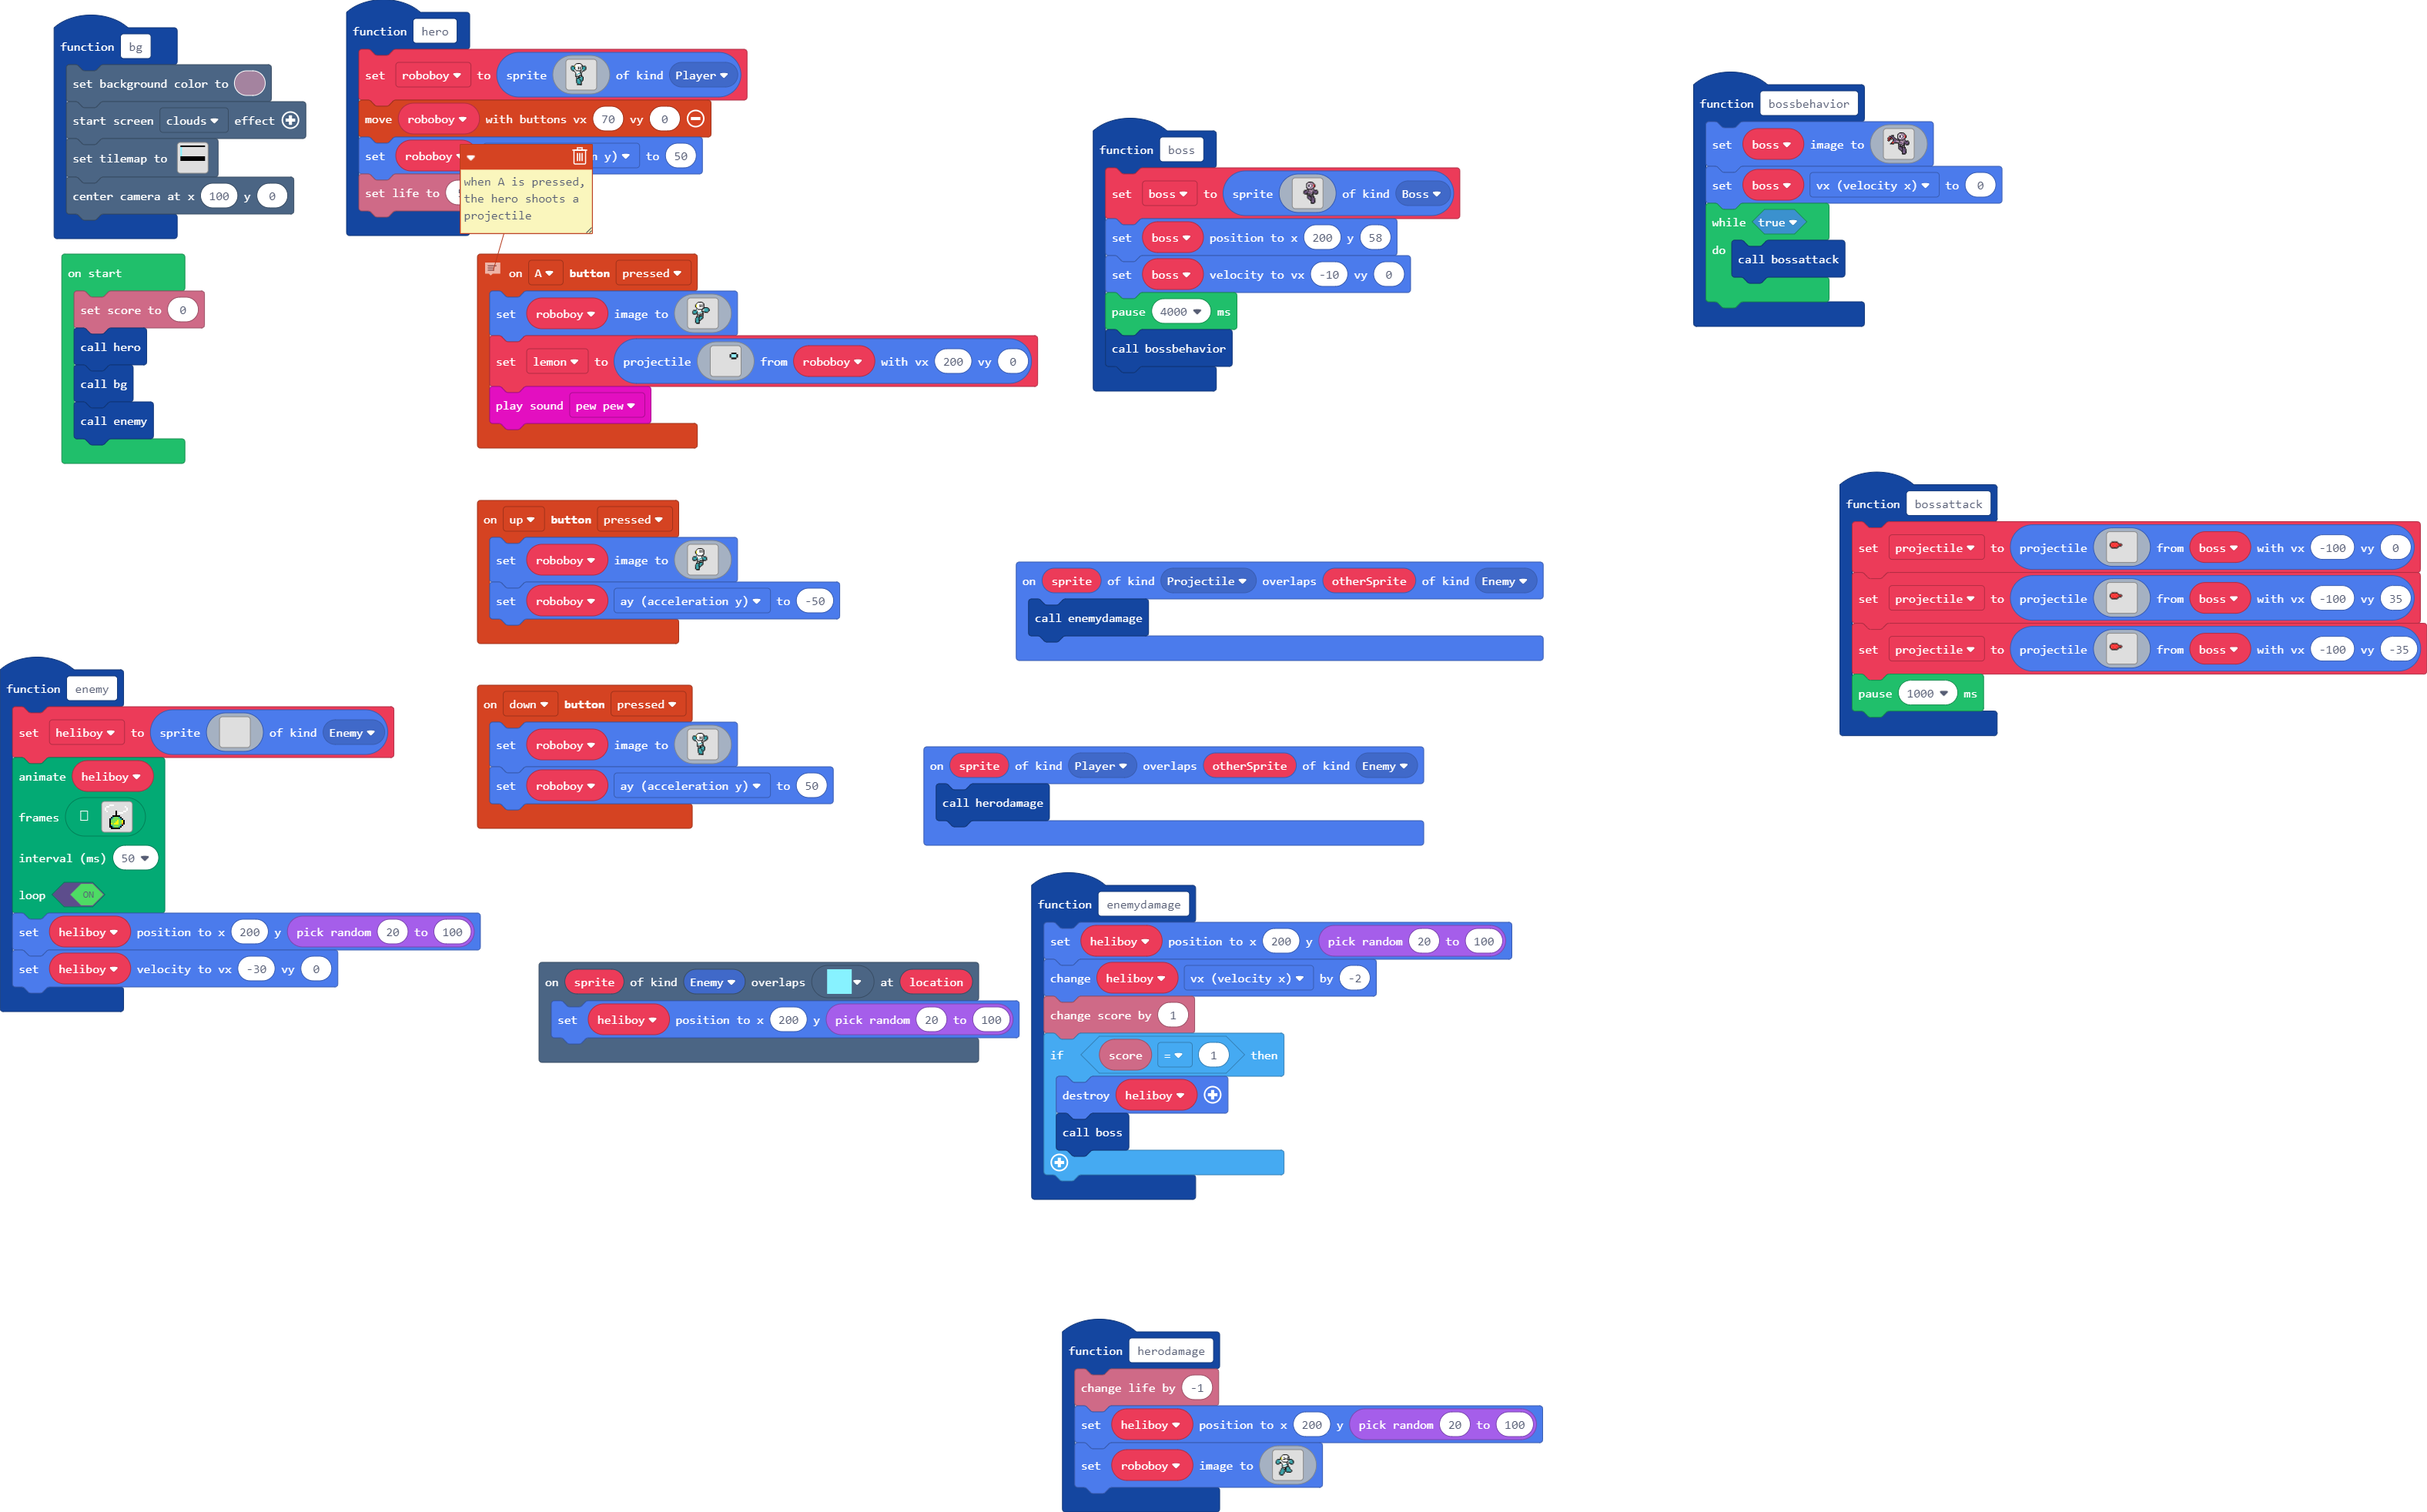 function bg
set background color to
start screen clouds effect
set tilemap to
center camera at x 100 y 0
function hero
set roboboy to sprite of kind Player
move roboboy with buttons vx 70 vy 0
set roboboy n y) to 50
set life to
when A is pressed,
the hero shoots a
projectile
on start
set score to 0
call hero
call bg
call enemy
on A button pressed
set roboboy image to
set lemon to projectile from roboboy with vx 200 vy 0
play sound pew pew
function boss
set boss to sprite of kind Boss
set boss position to x 200 y 58
set boss velocity to vx -10 vy 0
pause 4000 ms
call bossbehavior
function bossbehavior
set boss image to
set boss vx (velocity x) to 0
while true
do call bossattack
function bossattack
set projectile to projectile from boss with vx -100 vy 0
set projectile to projectile from boss with vx -100 vy 35
set projectile to projectile from boss with vx -100 vy -35
pause 1000 ms
on up button pressed
set roboboy image to
set roboboy ay (acceleration y) to -50
on down button pressed
set roboboy image to
set roboboy ay (acceleration y) to 50
on sprite of kind Projectile overlaps otherSprite of kind Enemy
call enemydamage
on sprite of kind Player overlaps otherSprite of kind Enemy
call herodamage
function enemy
set heliboy to sprite of kind Enemy
animate heliboy
frames
interval (ms) 50
loop ON
set heliboy position to x 200 y pick random 20 to 100
set heliboy velocity to vx -30 vy 0
on sprite of kind Enemy overlaps at location
set heliboy position to x 200 y pick random 20 to 100
function enemydamage
set heliboy position to x 200 y pick random 20 to 100
change heliboy vx (velocity x) by -2
change score by 1
if score = 1 then
destroy heliboy
call boss
function herodamage
change life by -1
set heliboy position to x 200 y pick random 20 to 100
set roboboy image to